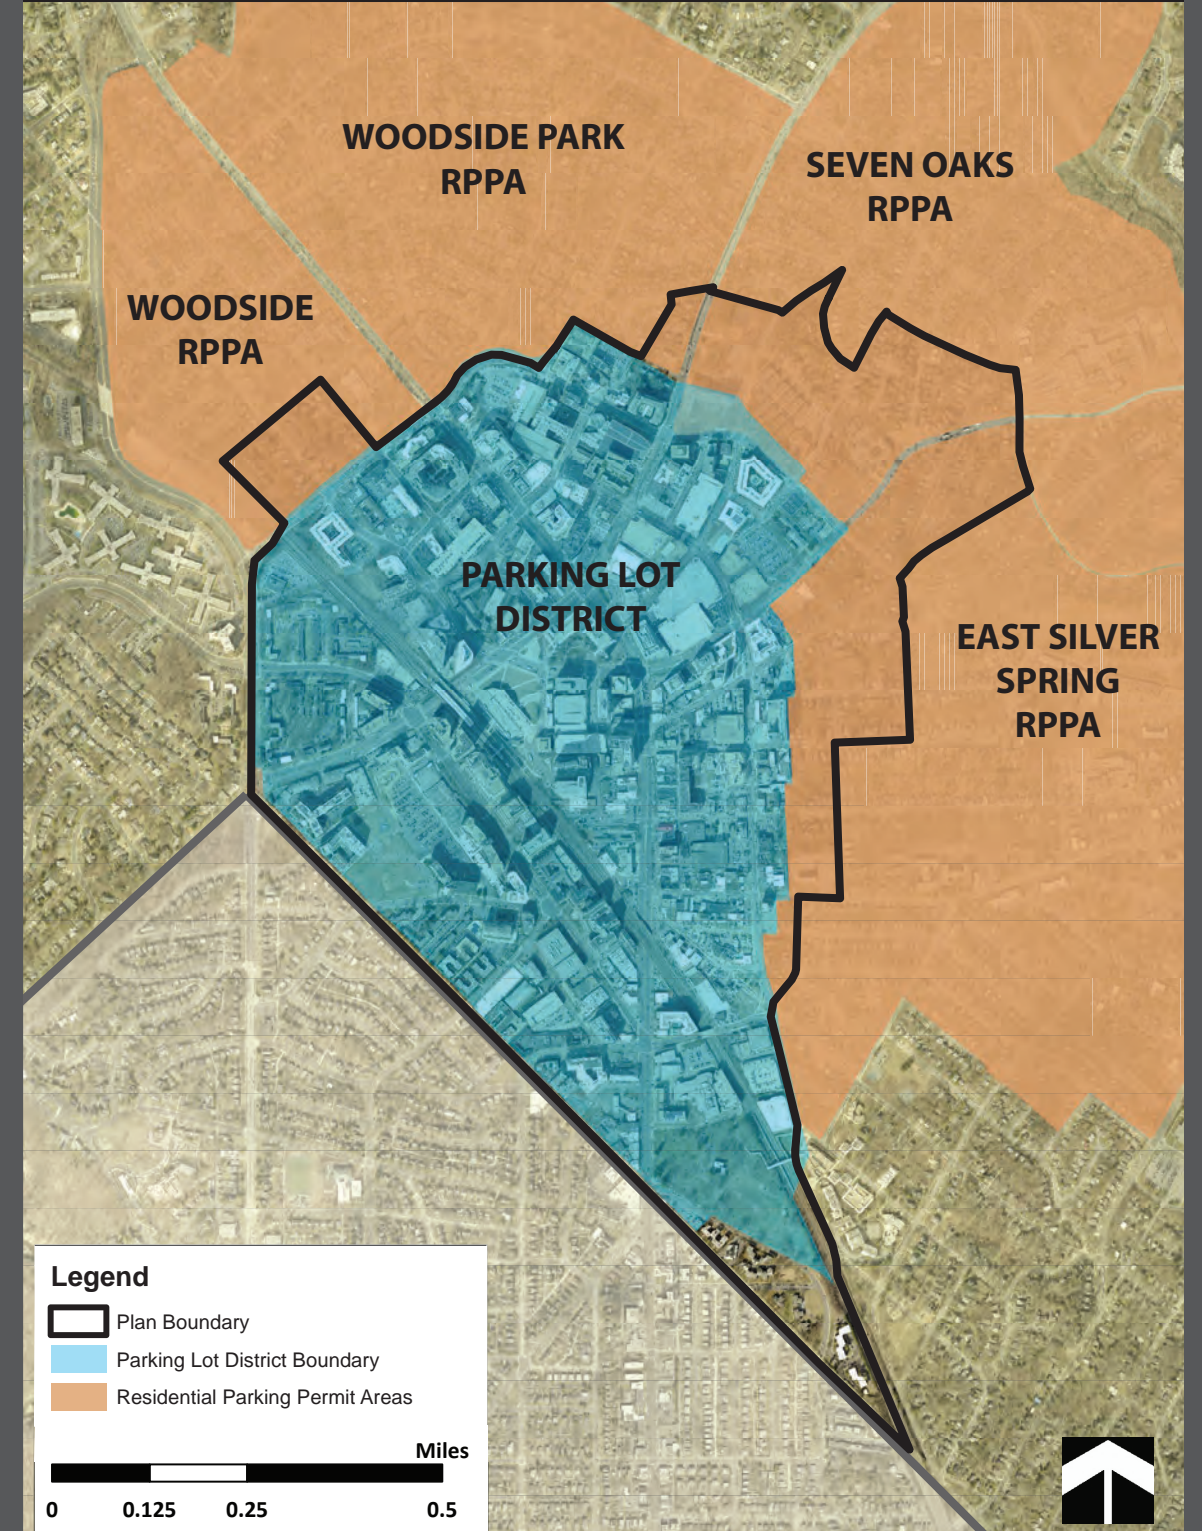 WOODSIDE PARK
RPPA
SEVEN OAKS
RPPA
WOODSIDE
RPPA
PARKING LOT
DISTRICT
EAST SILVER
SPRING
RPPA
Legend
Plan Boundary
Parking Lot District Boundary
Residential Parking Permit Areas
Miles
0 0.125 0.25 0.5